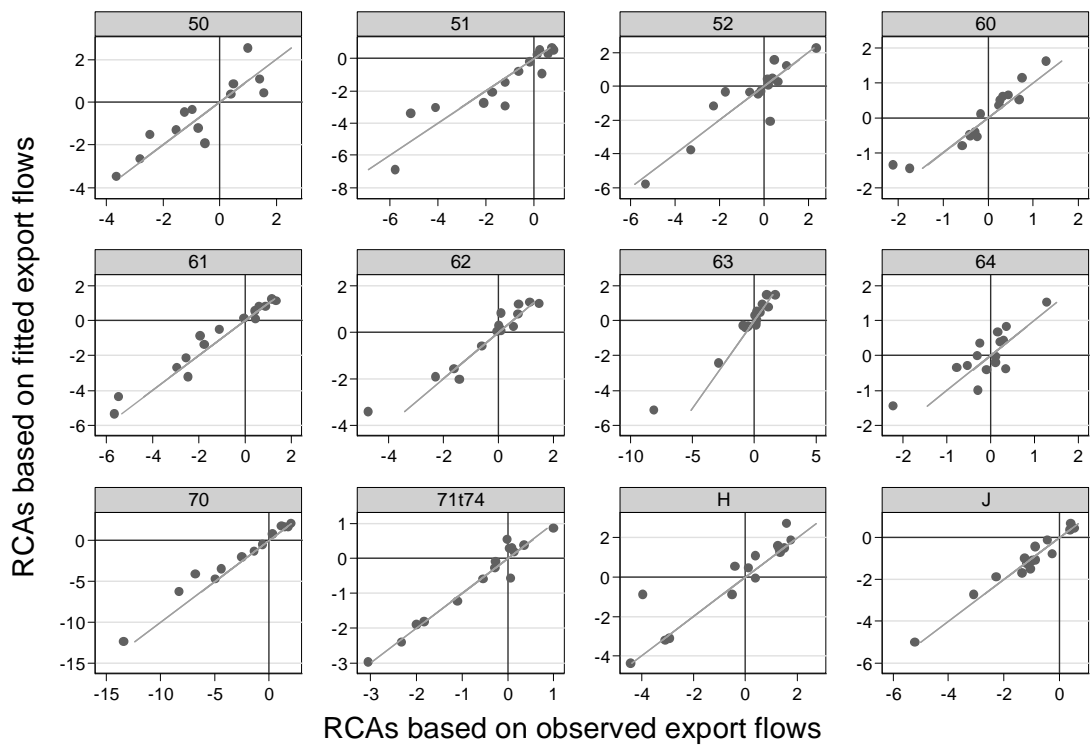 50 51 52 60
2 0 -2 -4
0 -2 -4 -6 -8
2 0 -2 -4 -6
2 1 0 -1 -2
-4 -2 0 2
-6 -4 -2 0
-6 -4 -2 0 2
-2 -1 0 1 2
61 62 63 64
2 0 -2 -4 -6
2 0 -2 -4
2 0 -2 -4 -6
2 1 0 -1 -2
-6 -4 -2 0 2
-4 -2 0 2
-10 -5 0 5
-2 -1 0 1 2
70 71t74 H J
0 -5 -10 -15
1 0 -1 -2 -3
4 2 0 -2 -4
0 -2 -4 -6
-15 -10 -5 0
-3 -2 -1 0 1
-4 -2 0 2
-6 -4 -2 0
RCAs based on fitted export flows
RCAs based on observed export flows